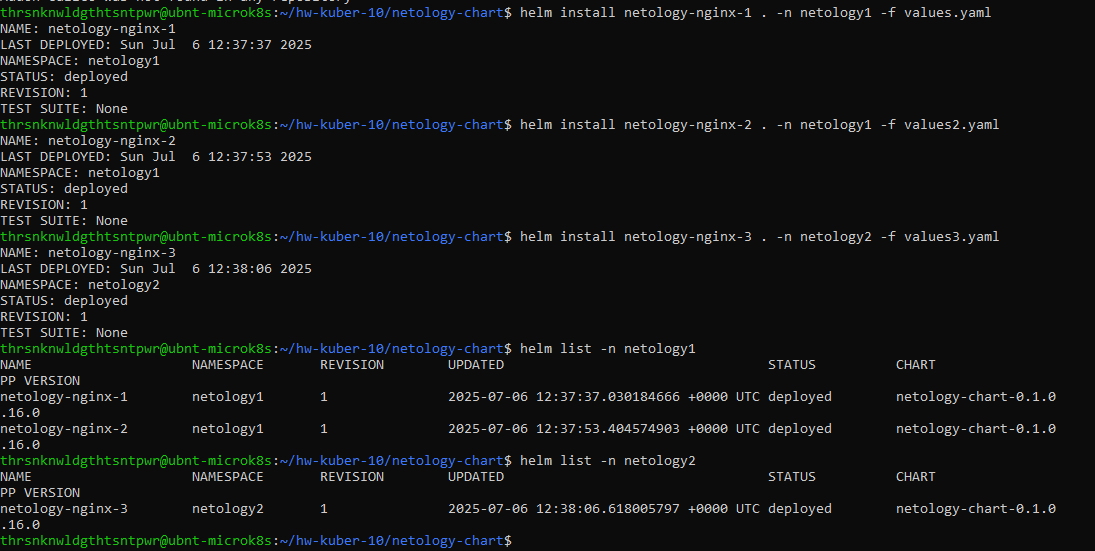 thrsnknwldgthtsntpwr@ubnt-microk8s:~/hw-kuber-10/netology-chart$ helm install netology-nginx-1 . -n netology1 -f values.yaml
NAME: netology-nginx-1
LAST DEPLOYED: Sun Jul  6 12:37:37 2025
NAMESPACE: netology1
STATUS: deployed
REVISION: 1
TEST SUITE: None
thrsnknwldgthtsntpwr@ubnt-microk8s:~/hw-kuber-10/netology-chart$ helm install netology-nginx-2 . -n netology1 -f values2.yaml
NAME: netology-nginx-2
LAST DEPLOYED: Sun Jul  6 12:37:53 2025
NAMESPACE: netology1
STATUS: deployed
REVISION: 1
TEST SUITE: None
thrsnknwldgthtsntpwr@ubnt-microk8s:~/hw-kuber-10/netology-chart$ helm install netology-nginx-3 . -n netology2 -f values3.yaml
NAME: netology-nginx-3
LAST DEPLOYED: Sun Jul  6 12:38:06 2025
NAMESPACE: netology2
STATUS: deployed
REVISION: 1
TEST SUITE: None
thrsnknwldgthtsntpwr@ubnt-microk8s:~/hw-kuber-10/netology-chart$ helm list -n netology1
NAME                    NAMESPACE       REVISION        UPDATED                                 STATUS          CHART
PP VERSION
netology-nginx-1        netology1       1               2025-07-06 12:37:37.030184666 +0000 UTC deployed        netology-chart-0.1.0
.16.0
netology-nginx-2        netology1       1               2025-07-06 12:37:53.404574903 +0000 UTC deployed        netology-chart-0.1.0
.16.0
thrsnknwldgthtsntpwr@ubnt-microk8s:~/hw-kuber-10/netology-chart$ helm list -n netology2
NAME                    NAMESPACE       REVISION        UPDATED                                 STATUS          CHART
PP VERSION
netology-nginx-3        netology2       1               2025-07-06 12:38:06.618005797 +0000 UTC deployed        netology-chart-0.1.0
.16.0
thrsnknwldgthtsntpwr@ubnt-microk8s:~/hw-kuber-10/netology-chart$